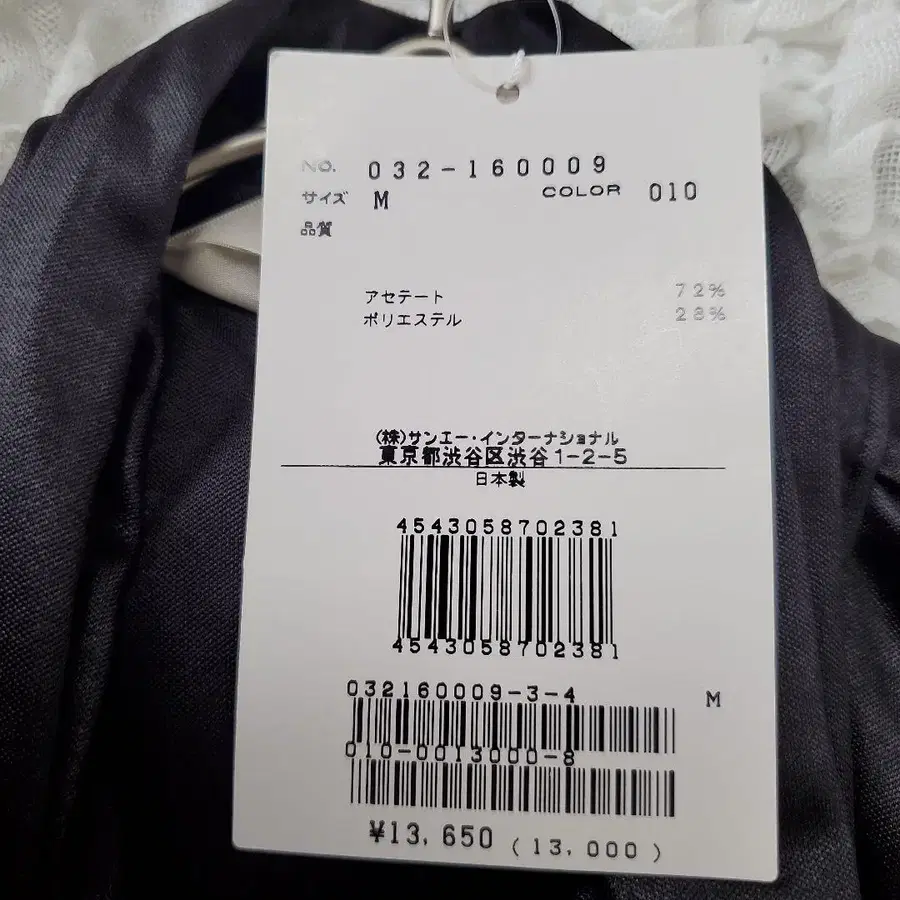 NO. 032-160009
サイズ M COLOR 010
品質
アセテート 72%
ポリエステル 28%
(株)サンエー・インターナショナル
東京都渋谷区渋谷1-2-5
日本製
4543058702381
4543058702381
032160009-3-4 M
010-0013000-8
¥13,650 (13,000)